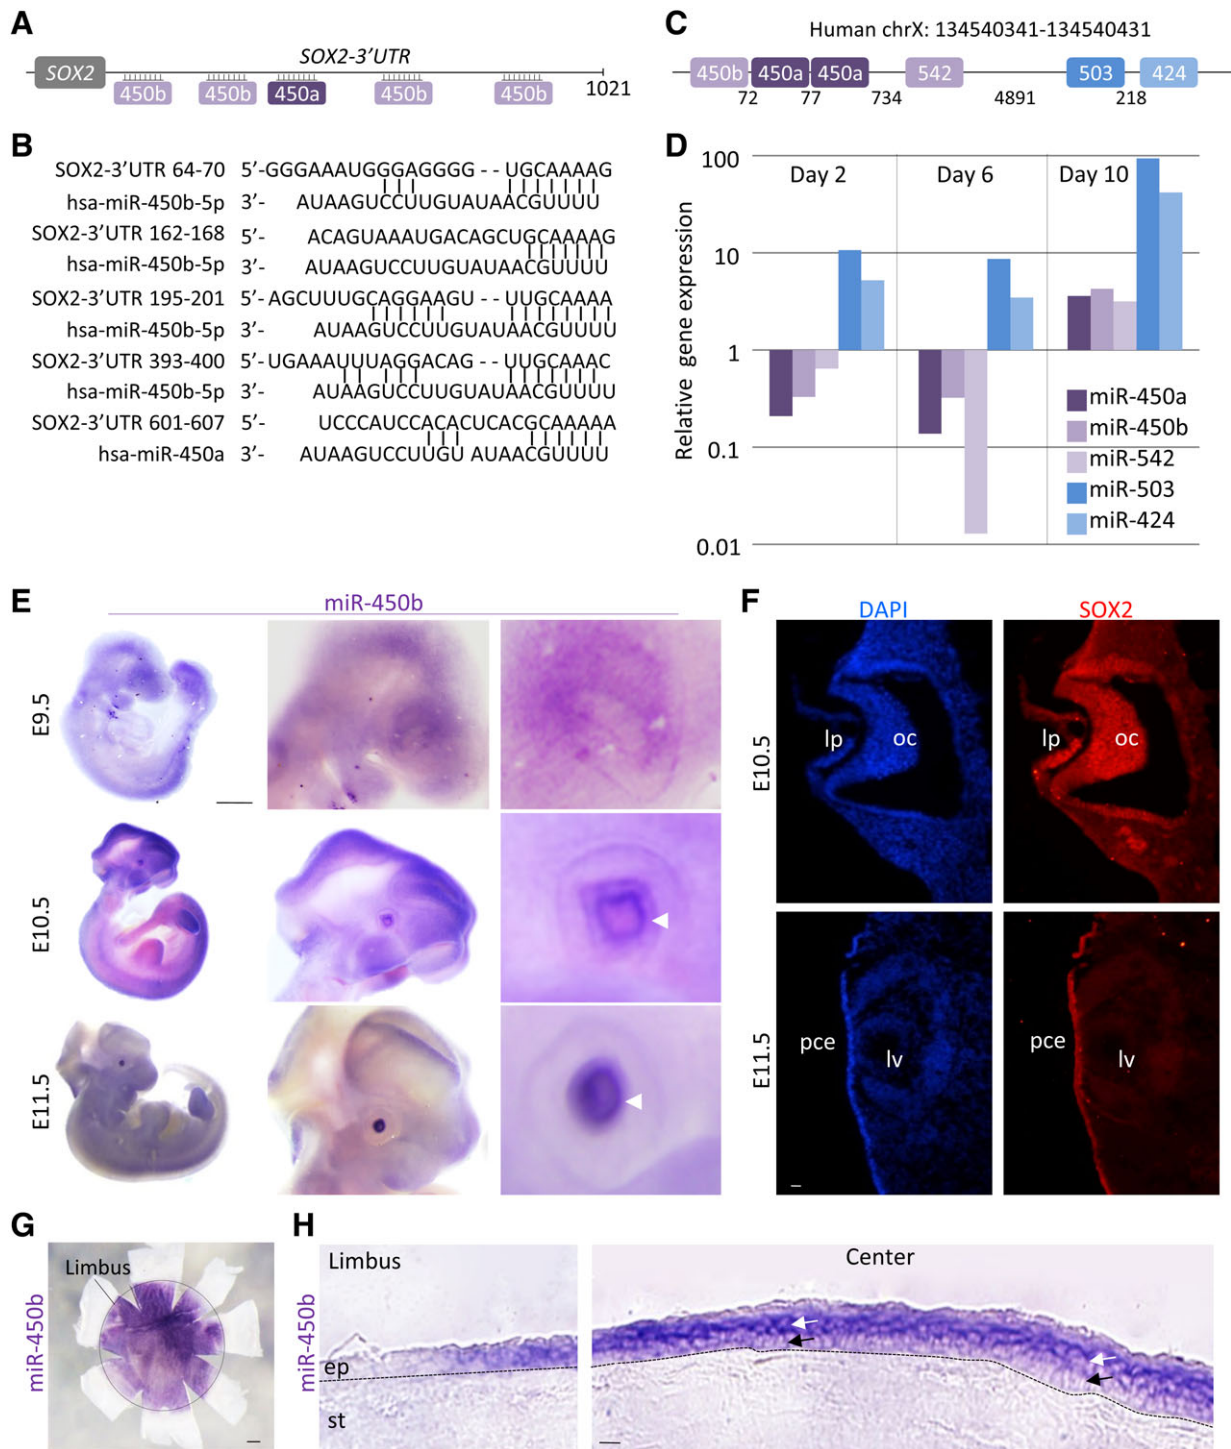 A
SOX2
SOX2-3’UTR
450b
450b
450a
450b
450b
1021
B
SOX2-3’UTR 64-70 5’-GGGAAAUGGGAGGGG - - UGCAAAAG
hsa-miR-450b-5p 3’- AUAAGUCCUUGUAUAACGUUUU
SOX2-3’UTR 162-168 5’- ACAGUAAAUGACAGCUGCAAAAG
hsa-miR-450b-5p 3’- AUAAGUCCUUGUAUAACGUUUU
SOX2-3’UTR 195-201 5’-AGCUUUGCAGGAAGU - - UUGCAAAA
hsa-miR-450b-5p 3’- AUAAGUCCUUGUAUAACGUUUU
SOX2-3’UTR 393-400 5’-UGAAAUUUAGGACAG - - UUGCAAAC
hsa-miR-450b-5p 3’- AUAAGUCCUUGUAUAACGUUUU
SOX2-3’UTR 601-607 5’- UCCCAUCCACACUCACGCAAAAA
hsa-miR-450a 3’- AUAAGUCCUUGU AUAACGUUUU
C
Human chrX: 134540341-134540431
450b
450a
450a
542
503
424
72
77
734
4891
218
D
Relative gene expression
100
10
1
0.1
0.01
Day 2
Day 6
Day 10
miR-450a
miR-450b
miR-542
miR-503
miR-424
E
miR-450b
E9.5
E10.5
E11.5
F
DAPI
SOX2
E10.5
lp
oc
lp
oc
E11.5
pce
lv
pce
lv
G
miR-450b
Limbus
H
miR-450b
Limbus
ep
st
Center